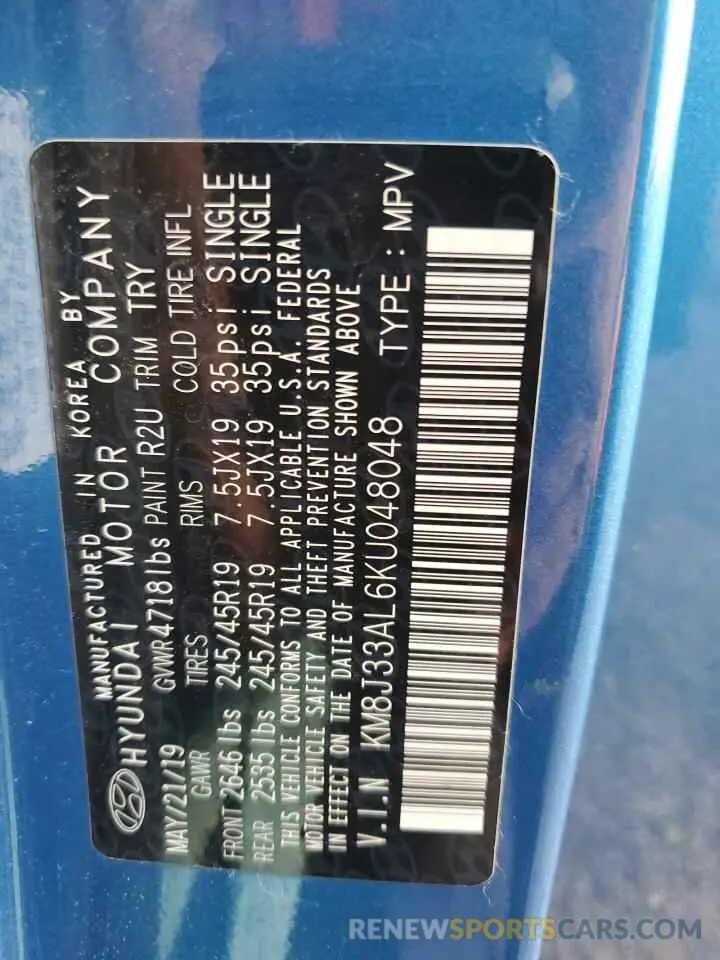 MANUFACTURED IN KOREA BY
HYUNDAI MOTOR COMPANY
MAY/21/19 GVWR4718lbs PAINT R2U TRIM TRY
GAWR TIRES RIMS COLD TIRE INFL
FRONT 2646 lbs 245/45R19 7.5JX19 35psi SINGLE
REAR 2535 lbs 245/45R19 7.5JX19 35psi SINGLE
THIS VEHICLE CONFORMS TO ALL APPLICABLE U.S.A. FEDERAL
MOTOR VEHICLE SAFETY AND THEFT PREVENTION STANDARDS
IN EFFECT ON THE DATE OF MANUFACTURE SHOWN ABOVE
V.I.N KM8J33AL6KU048048 TYPE : MPV
RENEWSPORTSCARS.COM